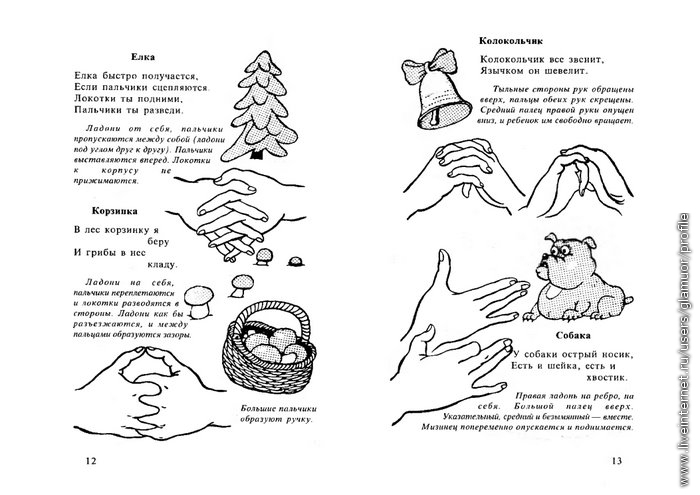 Елка
Елка быстро получается,
Если пальчики сцепляются.
Локотки ты подними,
Пальчики ты разведи.
Ладони от себя, пальчики
пропускаются между собой (ладони
под углом друг к другу). Пальчики
выставляются вперед. Локотки
к корпусу не
прижимаются.
Корзинка
В лес корзинку я
беру
И грибы в нее
кладу.
Ладони на себя,
пальчики переплетаются
и локотки разводятся в
стороны. Ладони как бы
разъезжаются, и между
пальцами образуются зазоры.
Большие пальчики
образуют ручку.
12
Колокольчик
Колокольчик все звенит,
Язычком он шевелит.
Тыльные стороны рук обращены
вверх, пальцы обеих рук скрещены.
Средний палец правой руки опущен
вниз, и ребенок им свободно вращает.
Собака
У собаки острый носик,
Есть и шейка, есть и
хвостик.
Правая ладонь на ребро, на
себя. Большой палец вверх.
Указательный, средний и безымянный — вместе.
Мизинец попеременно опускается и поднимается.
13
www.liveinternet.ru/users/glamuor/profile